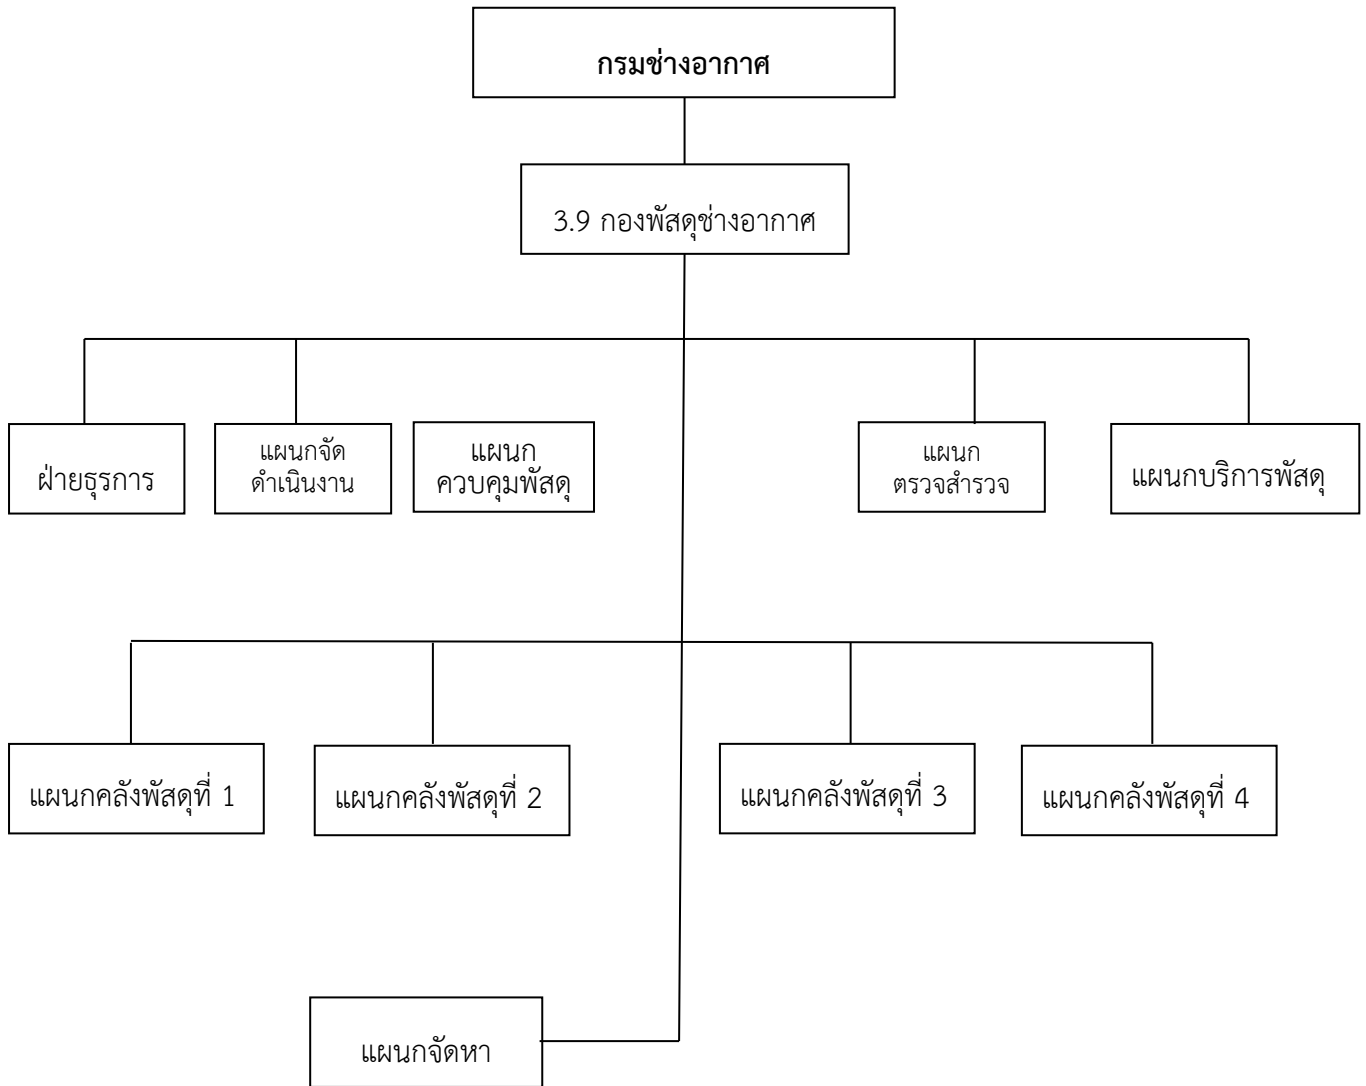 กรมช่างอากาศ
3.9 กองพัสดุช่างอากาศ
ฝ่ายธุรการ
แผนกจัด
ดำเนินงาน
แผนก
ควบคุมพัสดุ
แผนก
ตรวจสำรวจ
แผนกบริการพัสดุ
แผนกคลังพัสดุที่ 1
แผนกคลังพัสดุที่ 2
แผนกคลังพัสดุที่ 3
แผนกคลังพัสดุที่ 4
แผนกจัดหา